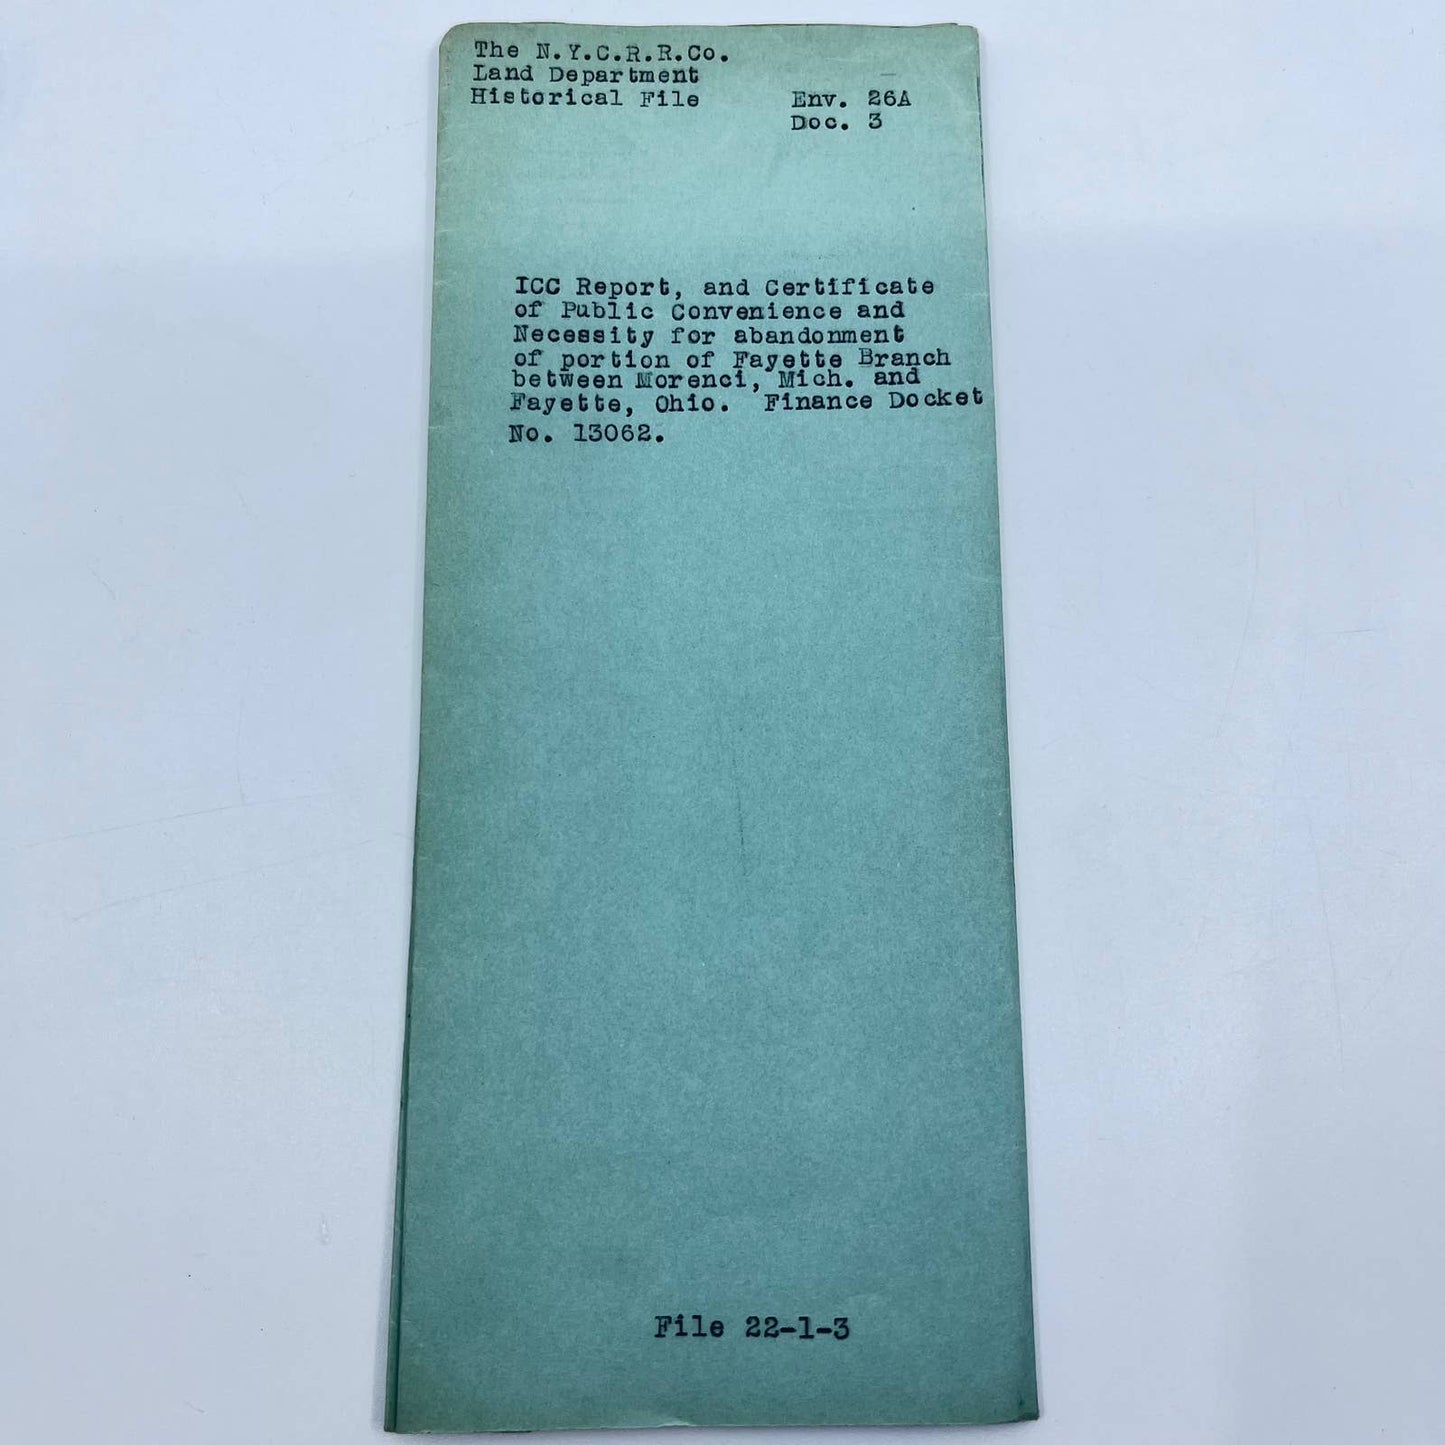 The N.Y.C.R.R.Co.
Land Department
Historical File
Env. 26A
Doc. 3
ICC Report, and Certificate
of Public Convenience and
Necessity for abandonment
of portion of Fayette Branch
between Morenci, Mich. and
Fayette, Ohio. Finance Docket
No. 13062.
File 22-1-3